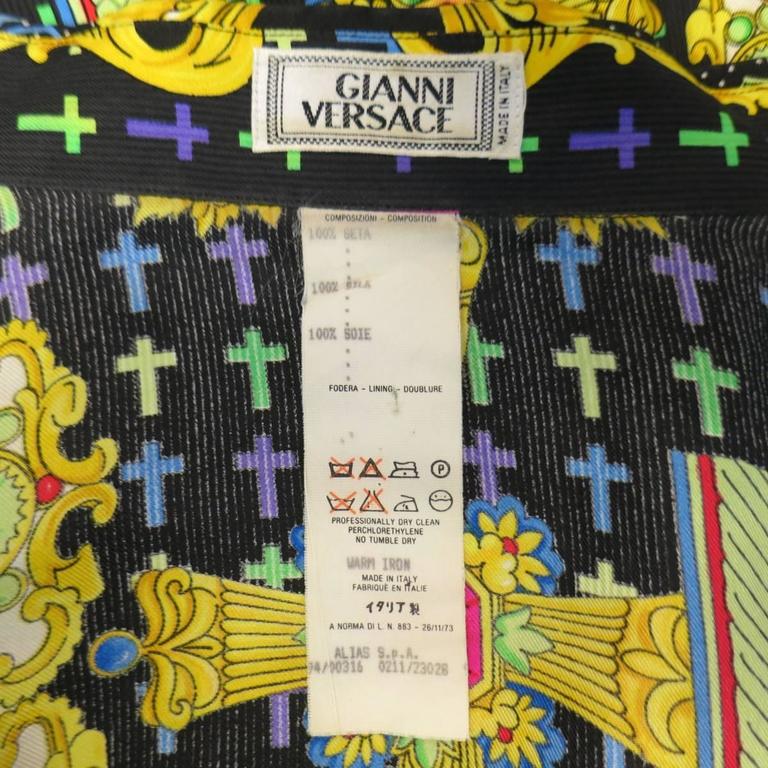 GIANNI
VERSACE
MADE IN ITALY
COMPOSIZIONI - COMPOSITION
100% SETA
100%
100% SOIE
FODERA - LINING - DOUBLURE
P
PROFESSIONALLY DRY CLEAN
PERCHLORETHYLENE
NO TUMBLE DRY
WARM IRON
MADE IN ITALY
FABRIQUÉ EN ITALIE
イタリア製
A NORMA DI L. N. 883 - 26/11/73
ALIAS S.p.A.
94/00316 0211/23028